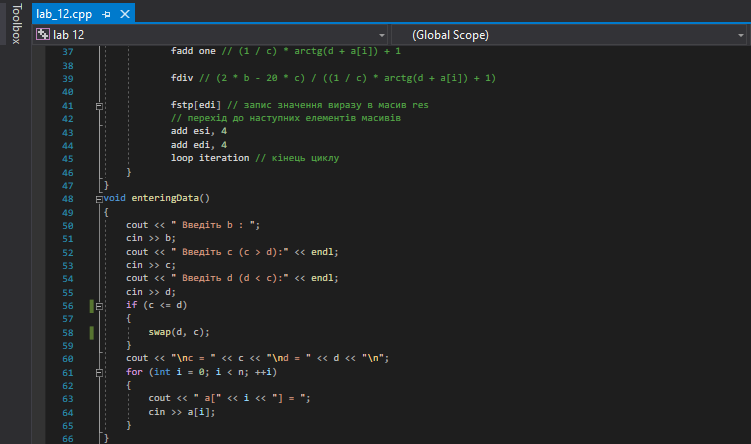 Toolbox
lab_12.cpp
lab 12 (Global Scope)
37 fadd one // (1 / c) * arctg(d + a[i]) + 1
38
39 fdiv // (2 * b - 20 * c) / ((1 / c) * arctg(d + a[i]) + 1)
40
41 fstp[edi] // запис значення виразу в масив res
42 // перехід до наступних елементів масивів
43 add esi, 4
44 add edi, 4
45 loop iteration // кінець циклу
46 }
47 }
48 void enteringData()
49 {
50 cout << " Введіть b : ";
51 cin >> b;
52 cout << " Введіть c (c > d):" << endl;
53 cin >> c;
54 cout << " Введіть d (d < c):" << endl;
55 cin >> d;
56 if (c <= d)
57 {
58 swap(d, c);
59 }
60 cout << "\nc = " << c << "\nd = " << d << "\n";
61 for (int i = 0; i < n; ++i)
62 {
63 cout << " a[" << i << "] = ";
64 cin >> a[i];
65 }
66 }